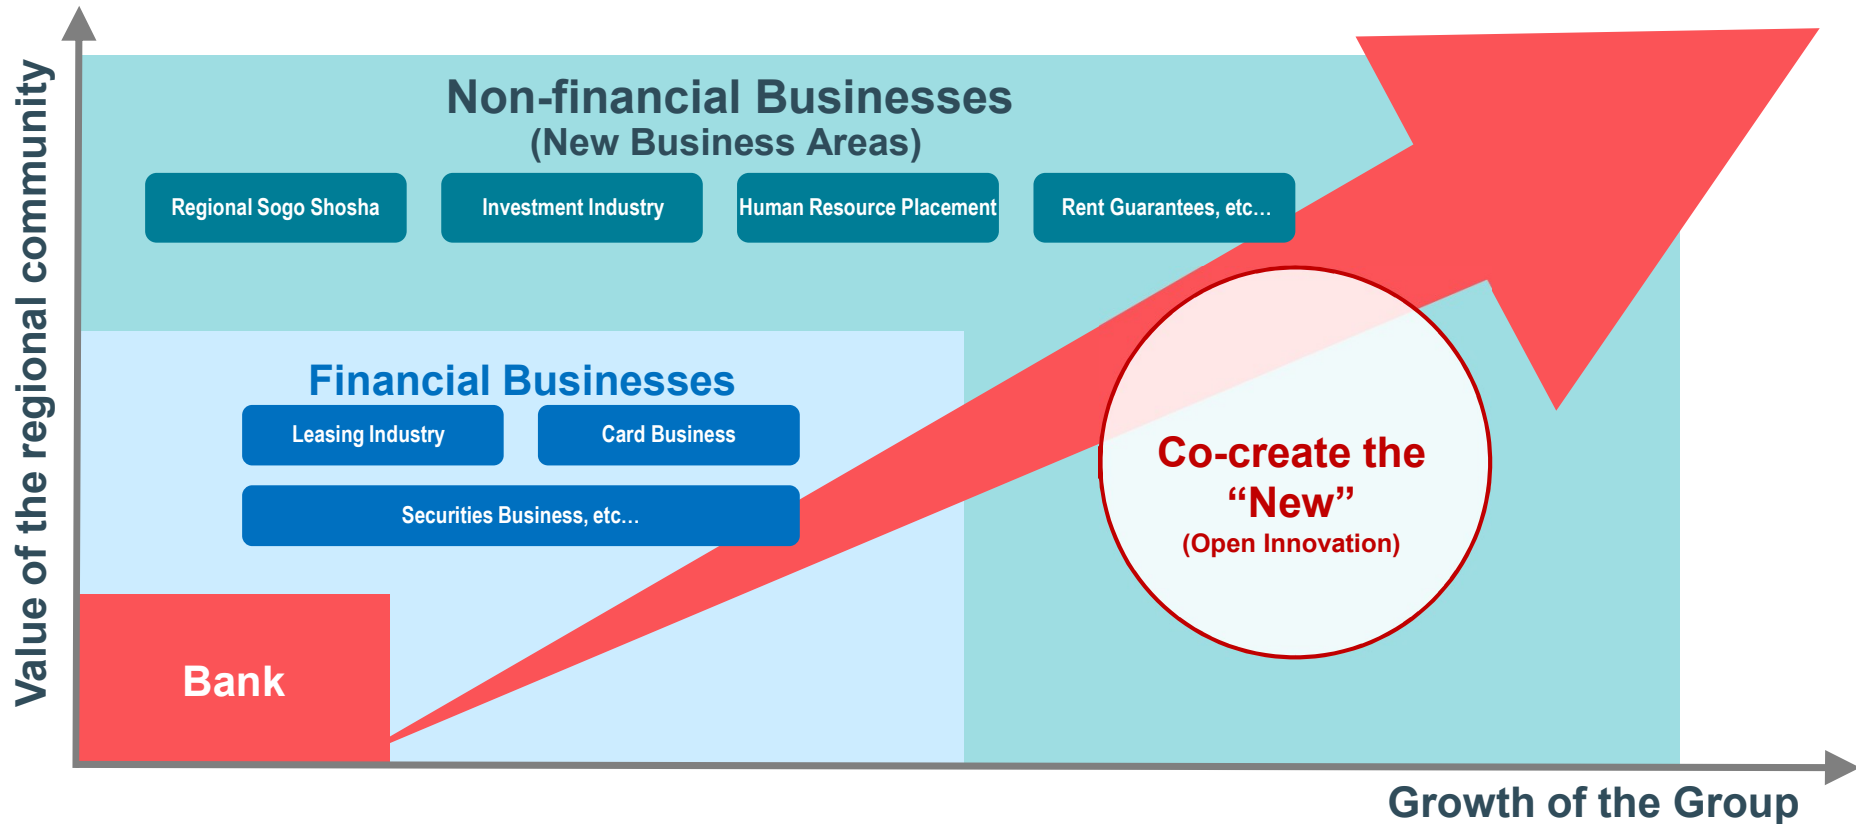 Value of the regional community
Non-financial Businesses
(New Business Areas)
Regional Sogo Shosha
Investment Industry
Human Resource Placement
Rent Guarantees, etc…
Financial Businesses
Leasing Industry
Card Business
Securities Business, etc…
Co-create the
“New”
(Open Innovation)
Bank
Growth of the Group